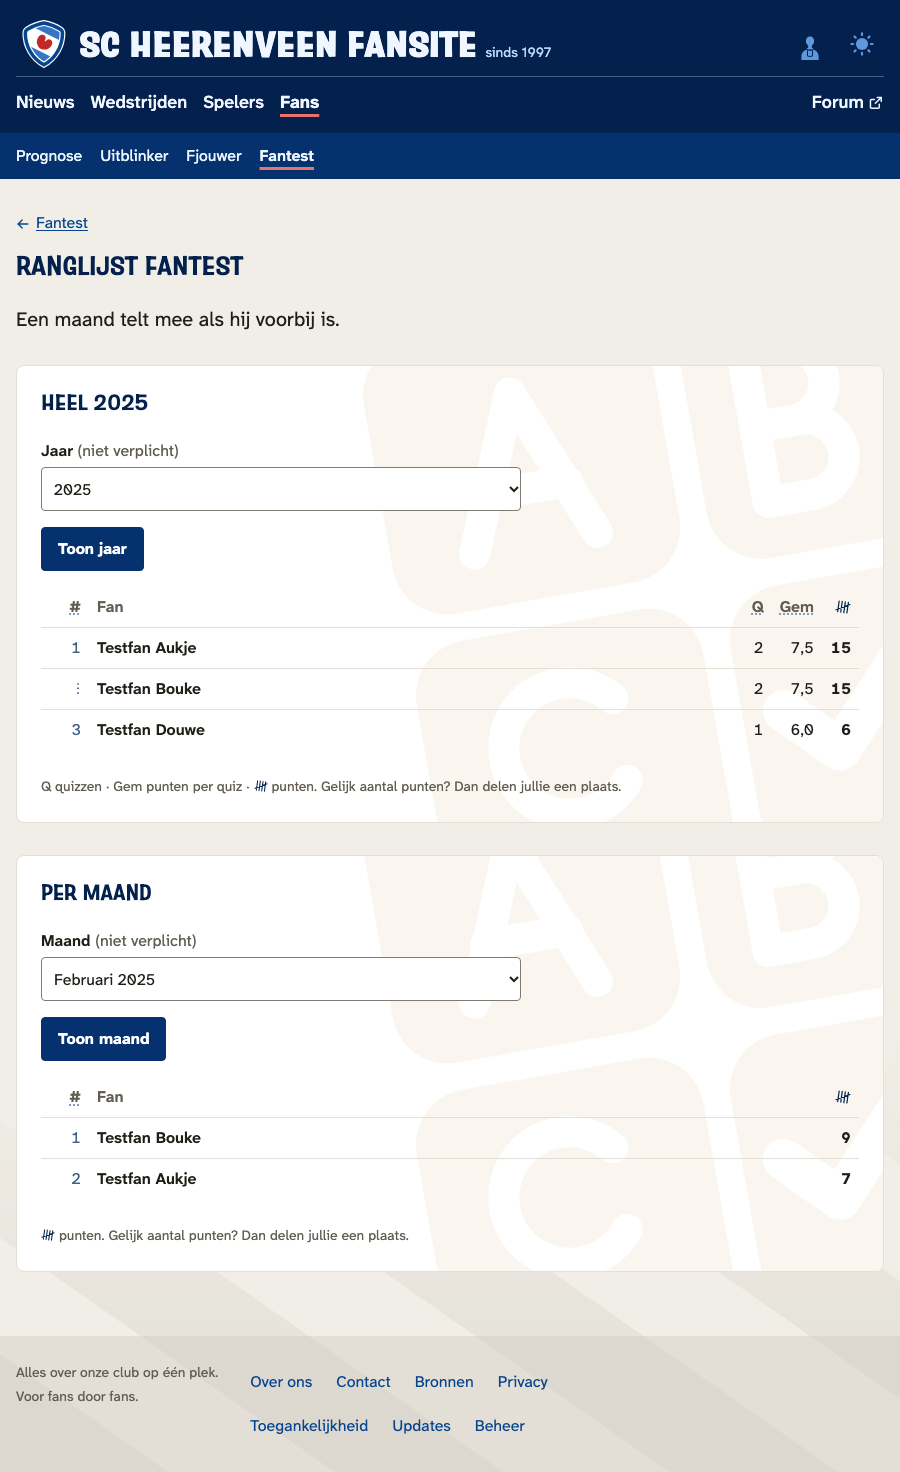 SC HEERENVEEN FANSITE sinds 1997
Nieuws Wedstrijden Spelers Fans Forum
Prognose Uitblinker Fjouwer Fantest
← Fantest
RANGLIJST FANTEST
Een maand telt mee als hij voorbij is.
HEEL 2025
Jaar (niet verplicht)
2025
Toon jaar
# Fan Q Gem
1 Testfan Aukje 2 7,5 15
⋮ Testfan Bouke 2 7,5 15
3 Testfan Douwe 1 6,0 6
Q quizzen · Gem punten per quiz · punten. Gelijk aantal punten? Dan delen jullie een plaats.
PER MAAND
Maand (niet verplicht)
Februari 2025
Toon maand
# Fan
1 Testfan Bouke 9
2 Testfan Aukje 7
punten. Gelijk aantal punten? Dan delen jullie een plaats.
Alles over onze club op één plek.
Voor fans door fans.
Over ons Contact Bronnen Privacy
Toegankelijkheid Updates Beheer
A B
C
A B
C